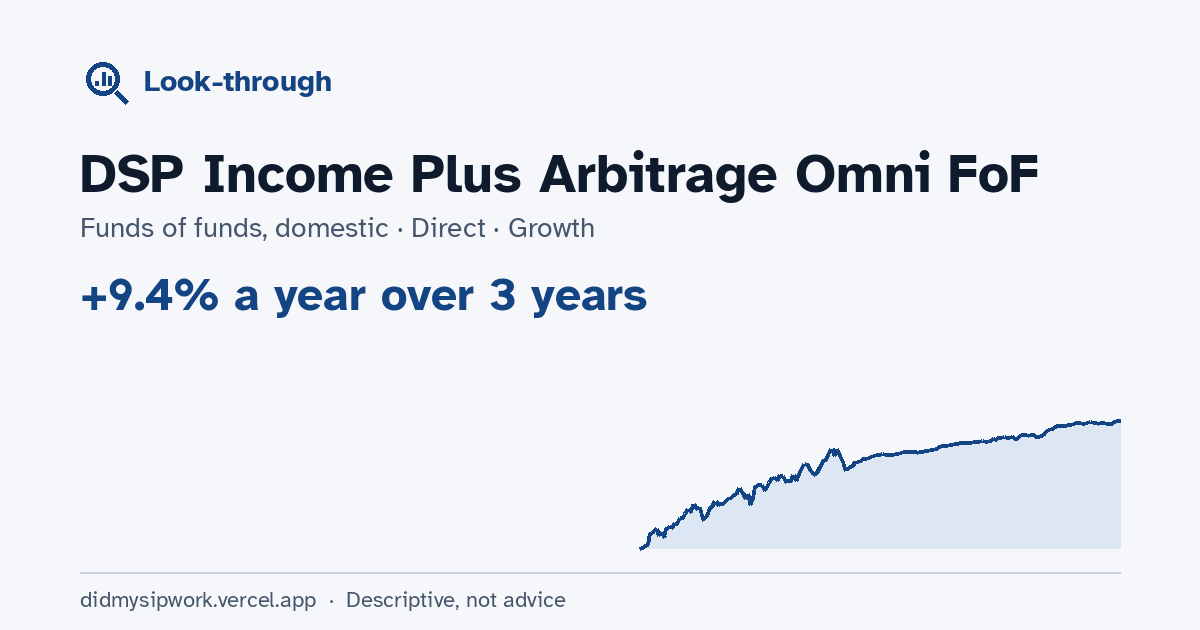 Look-through
DSP Income Plus Arbitrage Omni FoF
Funds of funds, domestic · Direct · Growth
+9.4% a year over 3 years
didmysipwork.vercel.app · Descriptive, not advice